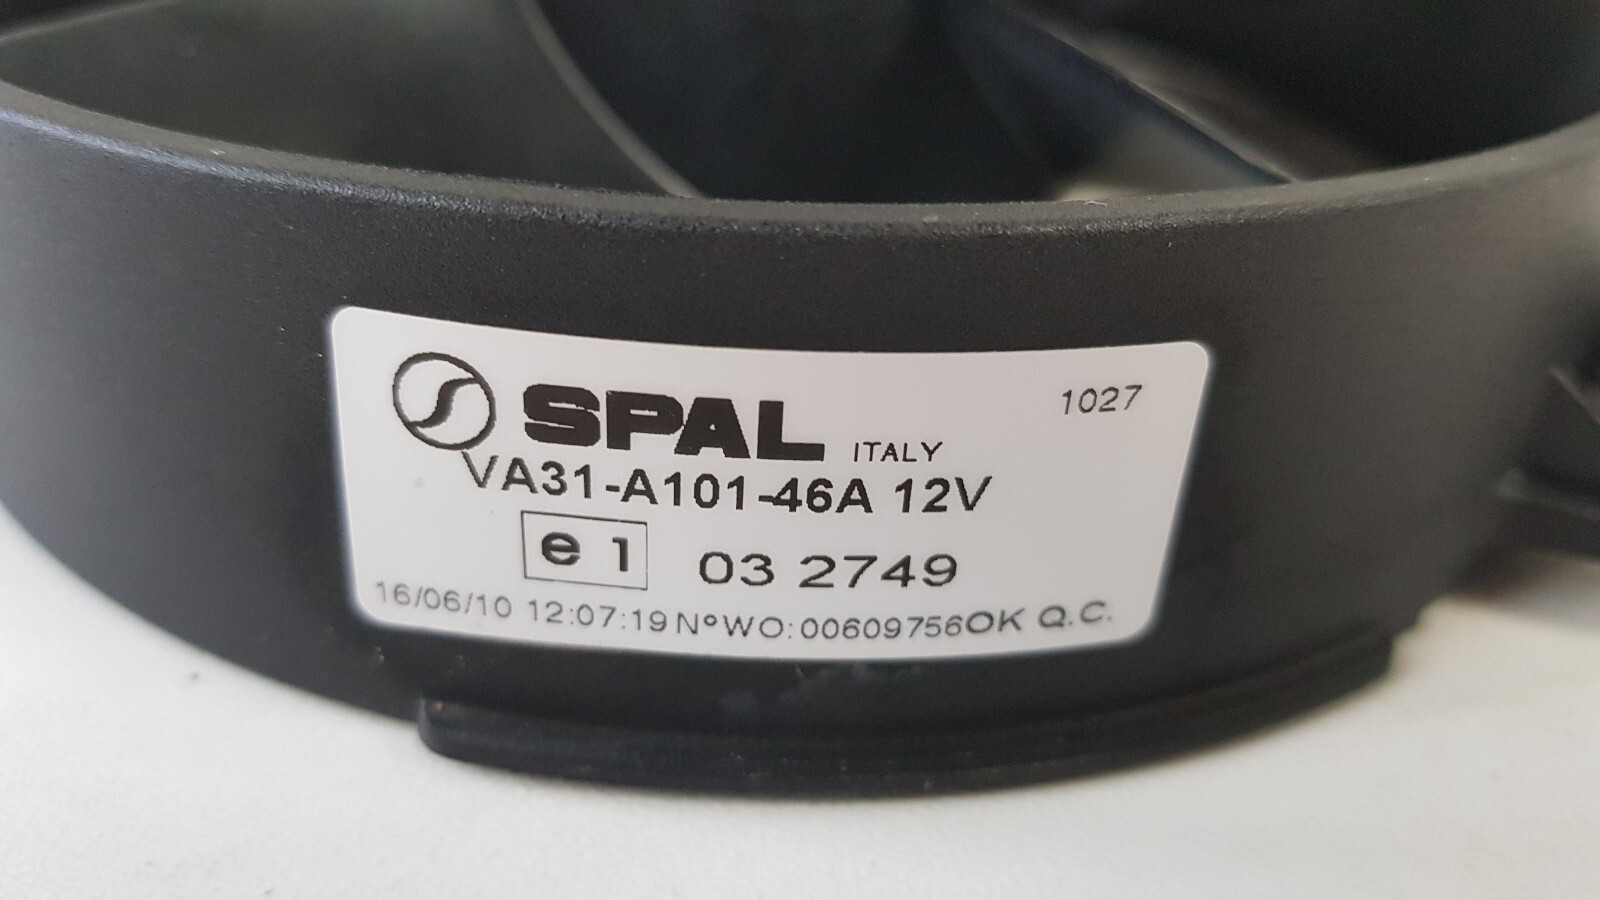 SPAL ITALY 1027
VA31-A101-46A 12V
e 1 03 2749
16/06/10 12:07:19 N°WO:00609756OK Q.C.